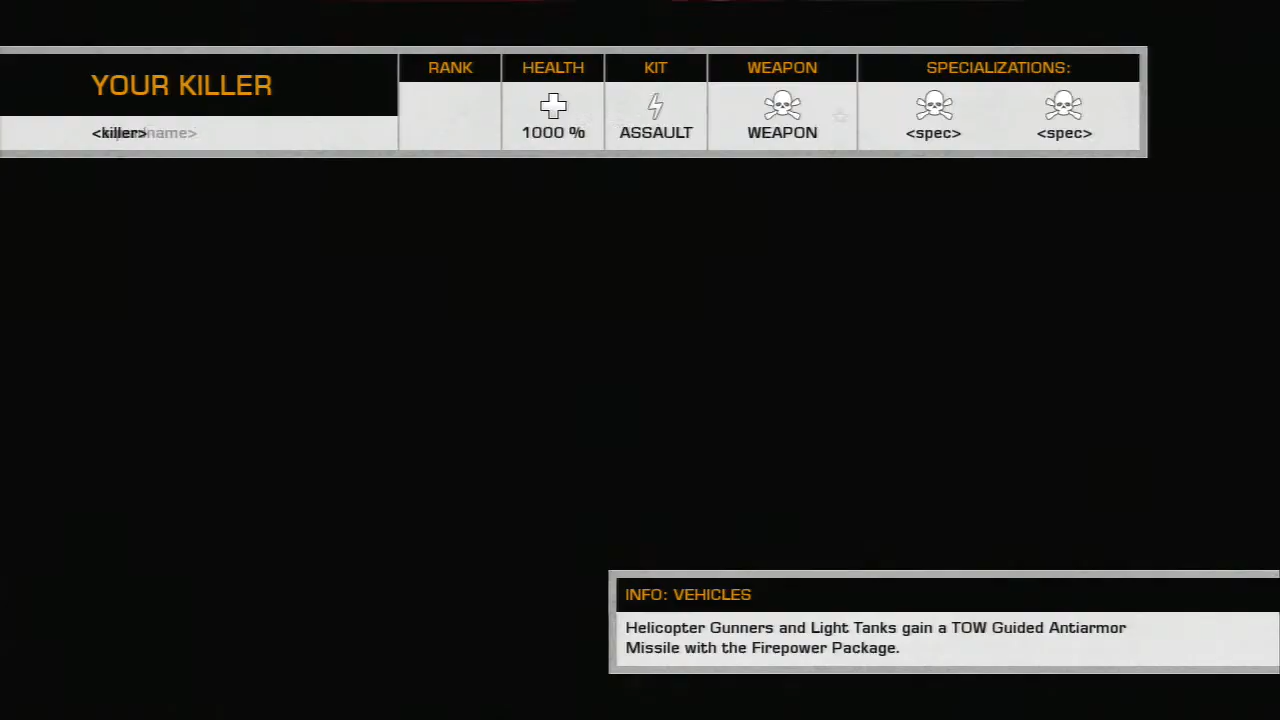 YOUR KILLER
RANK
HEALTH
KIT
WEAPON
SPECIALIZATIONS:
<killer>
name>
1000 %
ASSAULT
WEAPON
<spec>
<spec>
INFO: VEHICLES
Helicopter Gunners and Light Tanks gain a TOW Guided Antiarmor
Missile with the Firepower Package.